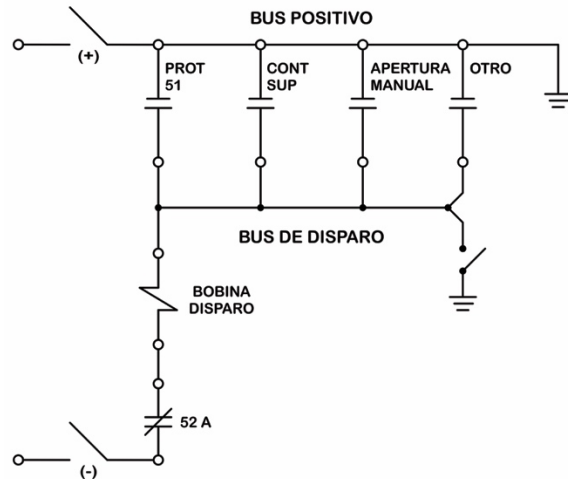 BUS POSITIVO
(+)
PROT
51
CONT
SUP
APERTURA
MANUAL
OTRO
BUS DE DISPARO
BOBINA
DISPARO
52 A
(-)